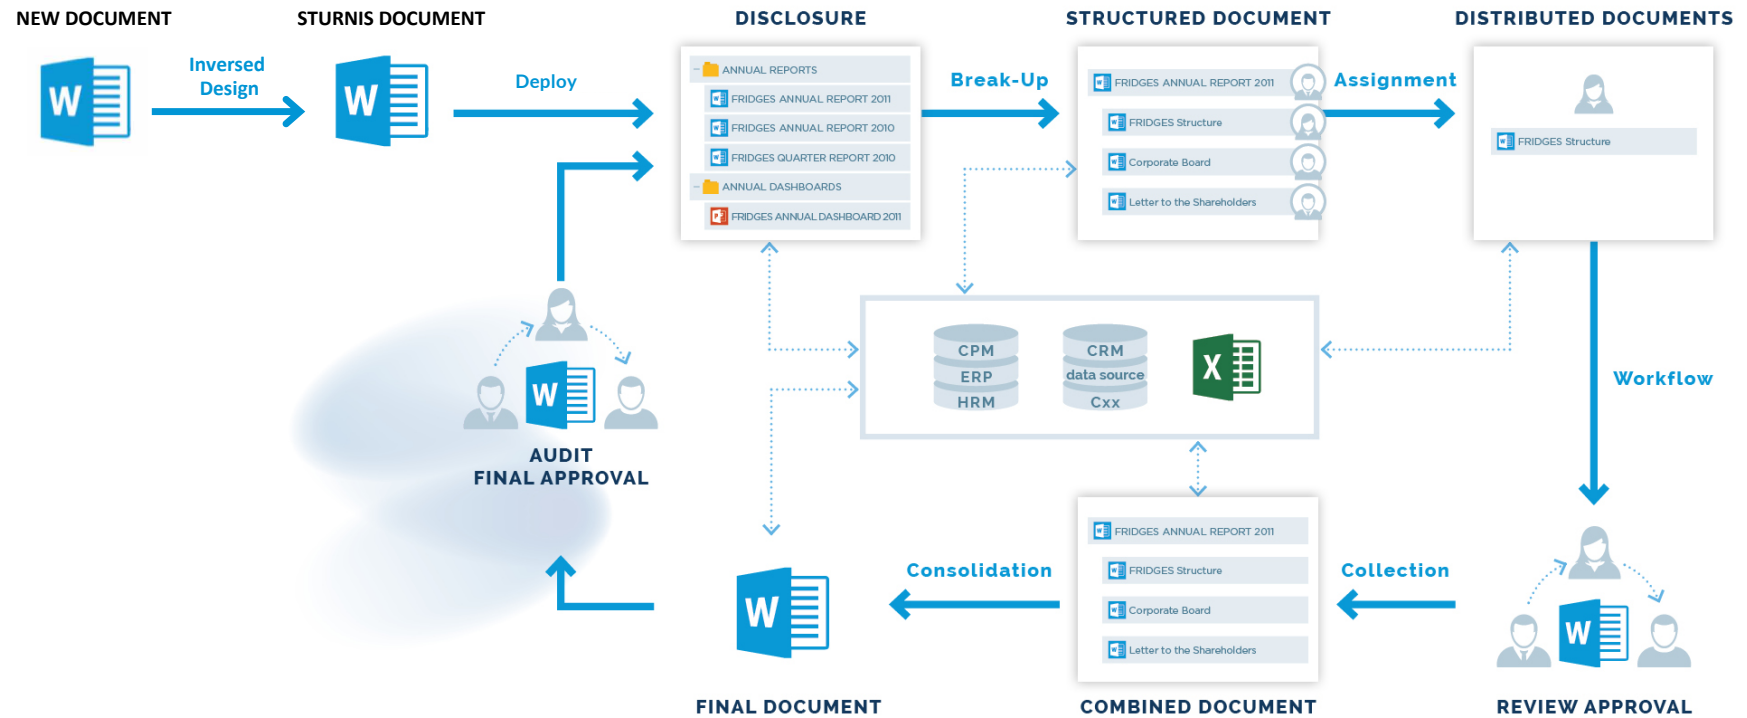 NEW DOCUMENT
STURNIS DOCUMENT
DISCLOSURE
STRUCTURED DOCUMENT
DISTRIBUTED DOCUMENTS
W
Inversed
Design
W
Deploy
ANNUAL REPORTS
FRIDGES ANNUAL REPORT 2011
FRIDGES ANNUAL REPORT 2010
FRIDGES QUARTER REPORT 2010
ANNUAL DASHBOARDS
FRIDGES ANNUAL DASHBOARD 2011
Break-Up
FRIDGES ANNUAL REPORT 2011
FRIDGES Structure
Corporate Board
Letter to the Shareholders
Assignment
FRIDGES Structure
CPM
ERP
HRM
CRM
data source
Cxx
X
Workflow
W
AUDIT
FINAL APPROVAL
W
FINAL DOCUMENT
Consolidation
FRIDGES ANNUAL REPORT 2011
FRIDGES Structure
Corporate Board
Letter to the Shareholders
COMBINED DOCUMENT
Collection
W
REVIEW APPROVAL